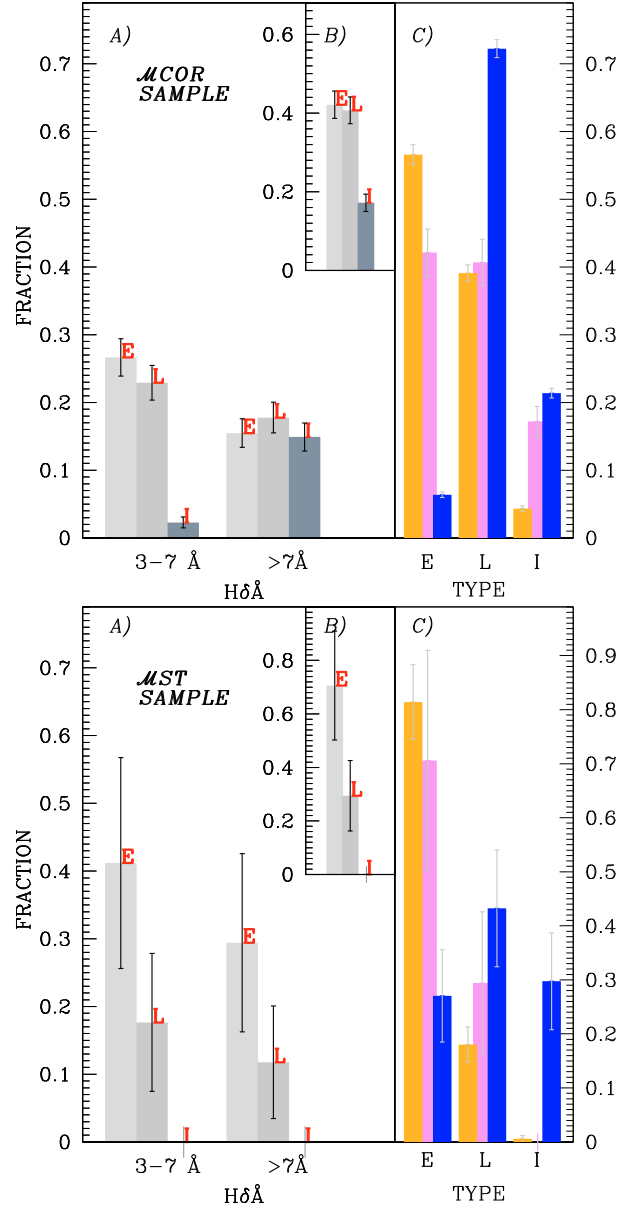 A) B) C)
μCOR
SAMPLE
0.7
0.6
0.5
0.4
0.3
0.2
0.1
0
FRACTION
0.6
0.4
0.2
0
E L I
E L I
E L I
0.7
0.6
0.5
0.4
0.3
0.2
0.1
0
3-7 Å >7Å
HδÅ
E L I
TYPE
A) B) C)
μST
SAMPLE
0.7
0.6
0.5
0.4
0.3
0.2
0.1
0
FRACTION
0.8
0.6
0.4
0.2
0
E L I
E L I
E L I
0.9
0.8
0.7
0.6
0.5
0.4
0.3
0.2
0.1
0
3-7Å >7Å
HδÅ
E L I
TYPE